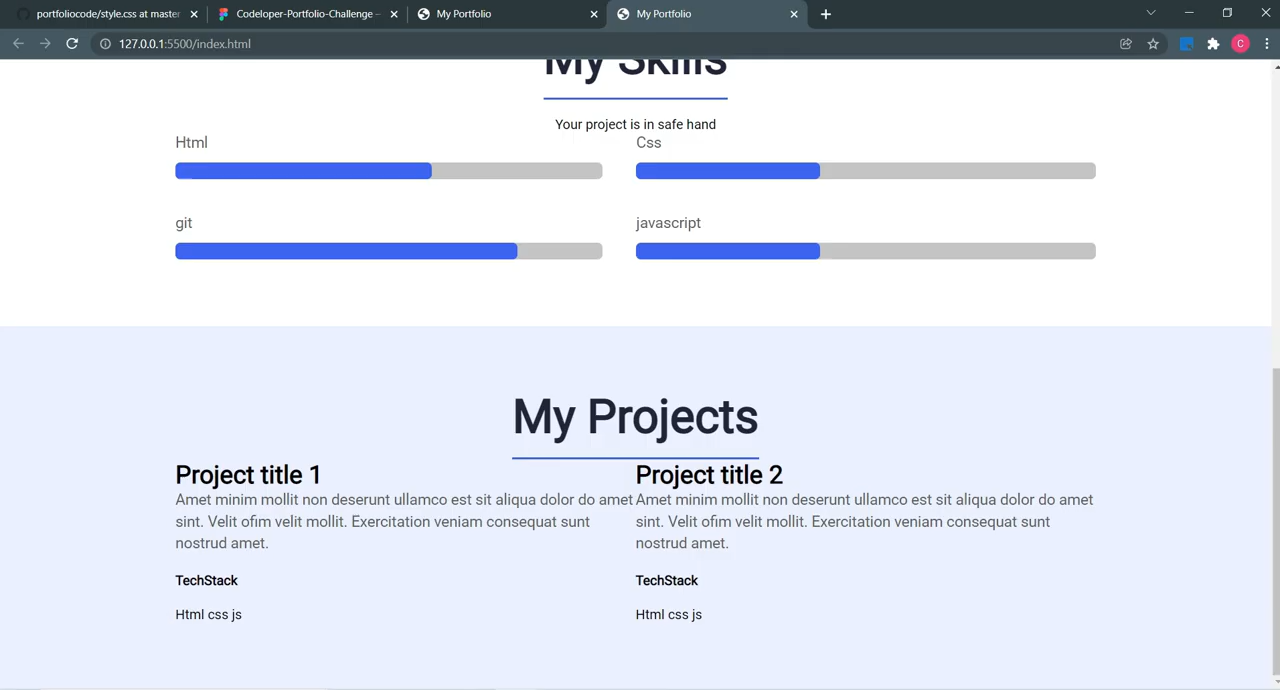 portfoliocode/style.css at master
Codeloper-Portfolio-Challenge –
My Portfolio
My Portfolio
127.0.0.1:5500/index.html
C
My Skills
Your project is in safe hand
Html
Css
git
javascript
My Projects
Project title 1
Amet minim mollit non deserunt ullamco est sit aliqua dolor do amet
sint. Velit ofim velit mollit. Exercitation veniam consequat sunt
nostrud amet.
TechStack
Html css js
Project title 2
Amet minim mollit non deserunt ullamco est sit aliqua dolor do amet
sint. Velit ofim velit mollit. Exercitation veniam consequat sunt
nostrud amet.
TechStack
Html css js